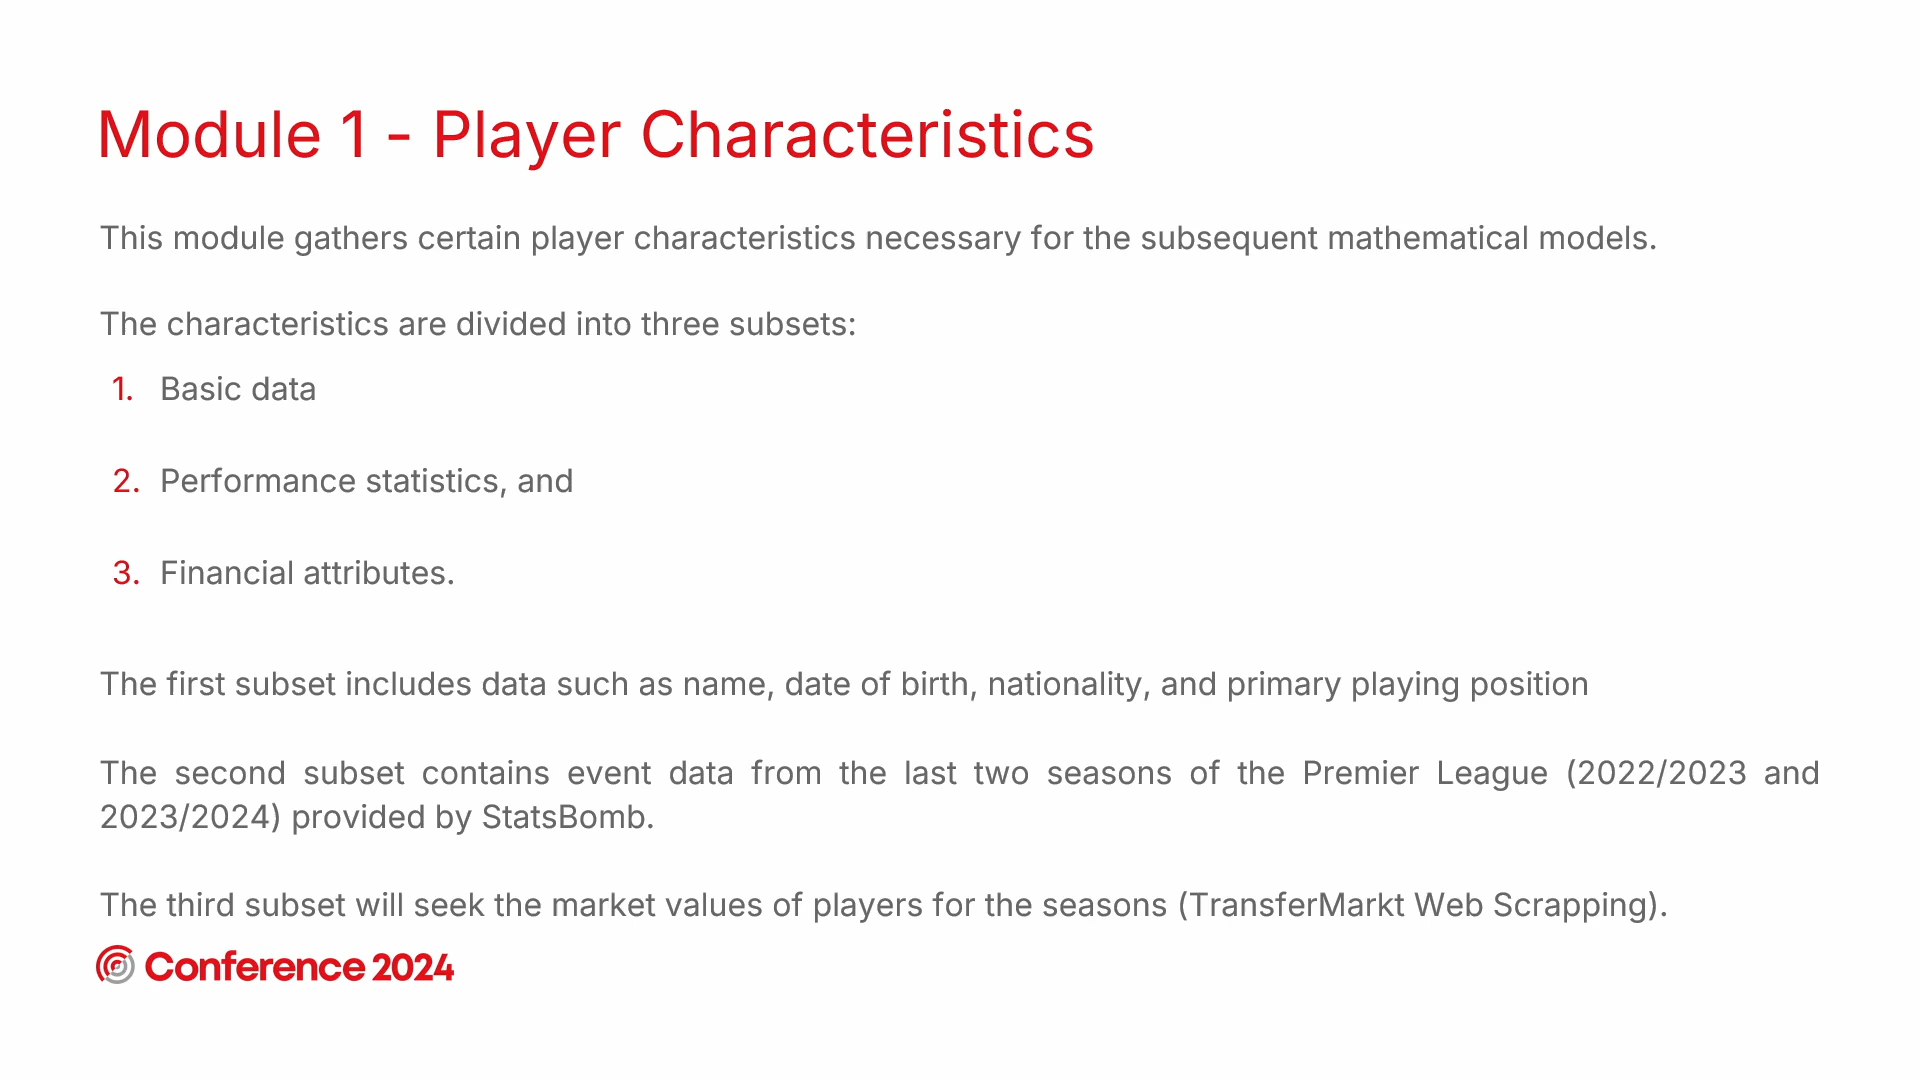 Module 1 - Player Characteristics
This module gathers certain player characteristics necessary for the subsequent mathematical models.
The characteristics are divided into three subsets:
1. Basic data
2. Performance statistics, and
3. Financial attributes.
The first subset includes data such as name, date of birth, nationality, and primary playing position
The second subset contains event data from the last two seasons of the Premier League (2022/2023 and
2023/2024) provided by StatsBomb.
The third subset will seek the market values of players for the seasons (TransferMarkt Web Scrapping).
Conference 2024